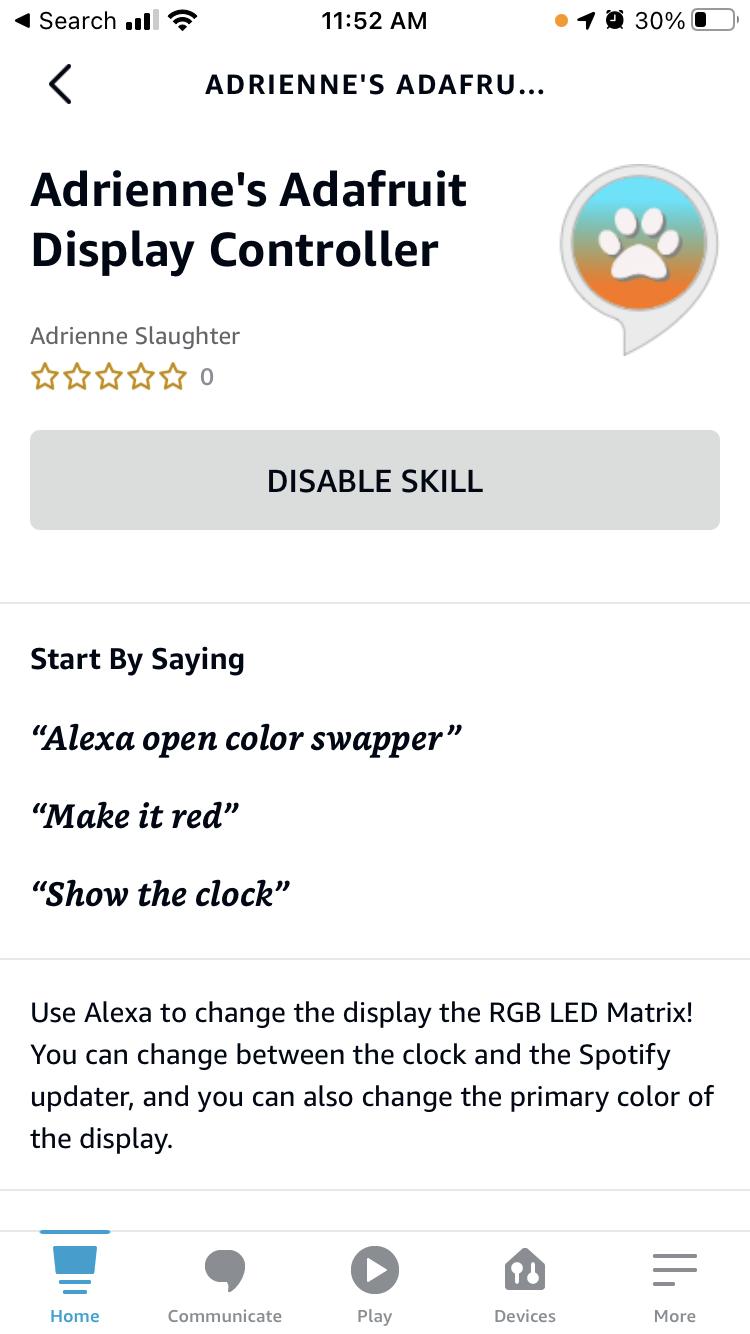 Search
11:52 AM
30%
ADRIENNE'S ADAFRU...
Adrienne's Adafruit
Display Controller
Adrienne Slaughter
0
DISABLE SKILL
Start By Saying
“Alexa open color swapper”
“Make it red”
“Show the clock”
Use Alexa to change the display the RGB LED Matrix!
You can change between the clock and the Spotify
updater, and you can also change the primary color of
the display.
Home
Communicate
Play
Devices
More